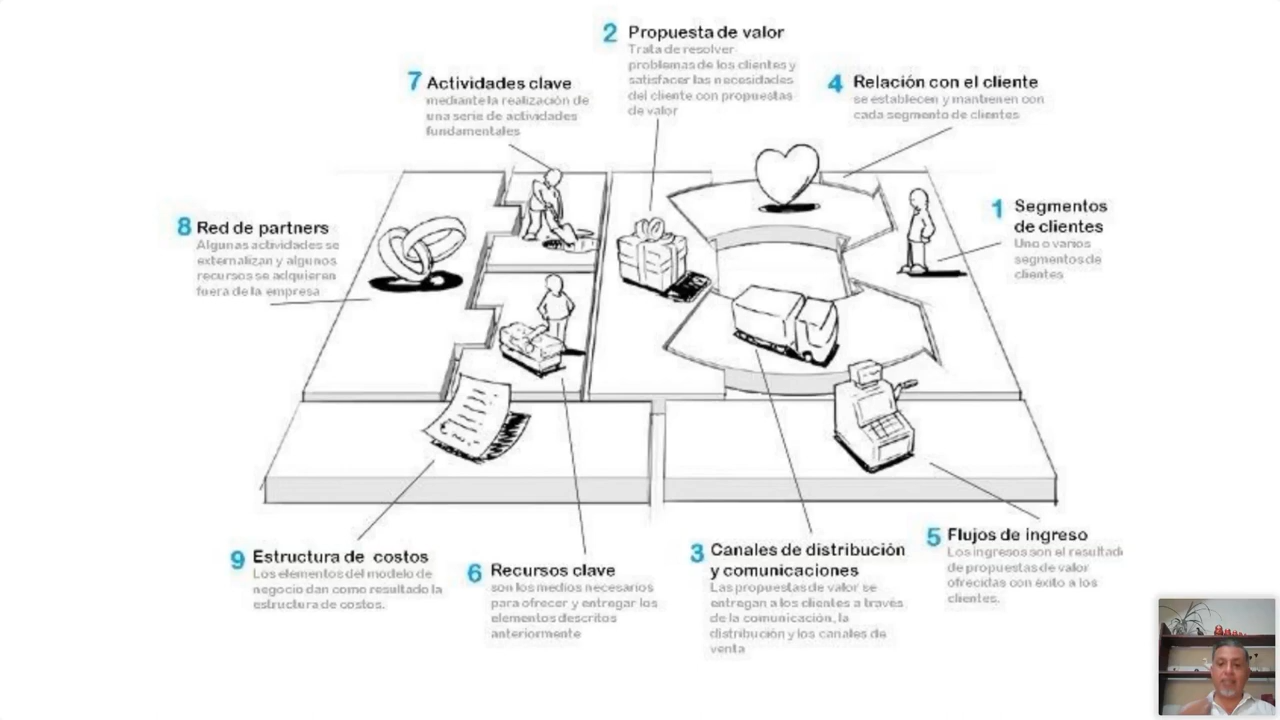 2 Propuesta de valor
Trata de resolver
problemas de los clientes y
satisfacer las necesidades
del cliente con propuestas
de valor
7 Actividades clave
mediante la realización de
una serie de actividades
fundamentales
4 Relación con el cliente
se establecen y mantienen con
cada segmento de clientes
1 Segmentos
de clientes
Uno o varios
segmentos de
clientes
8 Red de partners
Algunas actividades se
externalizan y algunos
recursos se adquieren
fuera de la empresa
9 Estructura de costos
Los elementos del modelo de
negocio dan como resultado la
estructura de costos.
6 Recursos clave
son los medios necesarios
para ofrecer y entregar los
elementos descritos
anteriormente
3 Canales de distribución
y comunicaciones
Las propuestas de valor se
entregan a los clientes a través
de la comunicación, la
distribución y los canales de
venta
5 Flujos de ingreso
Los ingresos son el resultad
de propuestas de valor
ofrecidas con éxito a los
clientes.